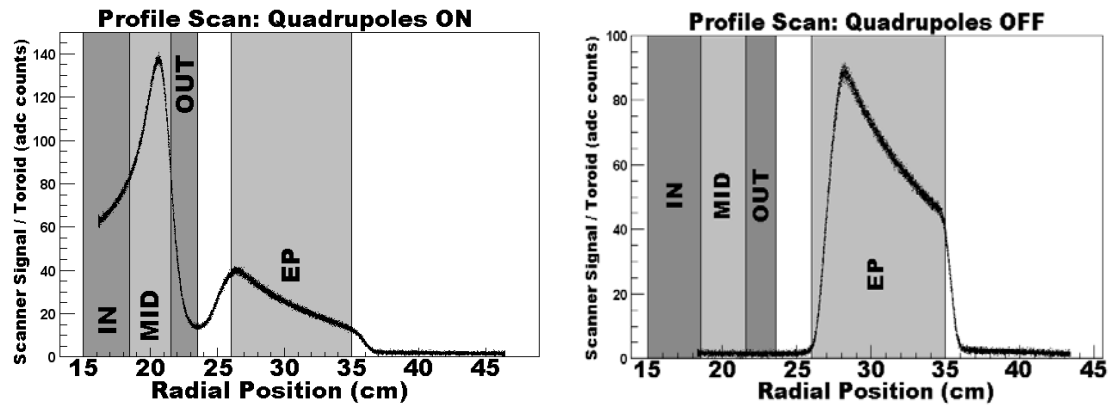 Profile Scan: Quadrupoles ON
Scanner Signal / Toroid (adc counts)
140
120
100
80
60
40
20
0
IN
MID
OUT
EP
15 20 25 30 35 40 45
Radial Position (cm)
Profile Scan: Quadrupoles OFF
Scanner Signal / Toroid (adc counts)
100
80
60
40
20
0
IN
MID
OUT
EP
15 20 25 30 35 40 45
Radial Position (cm)